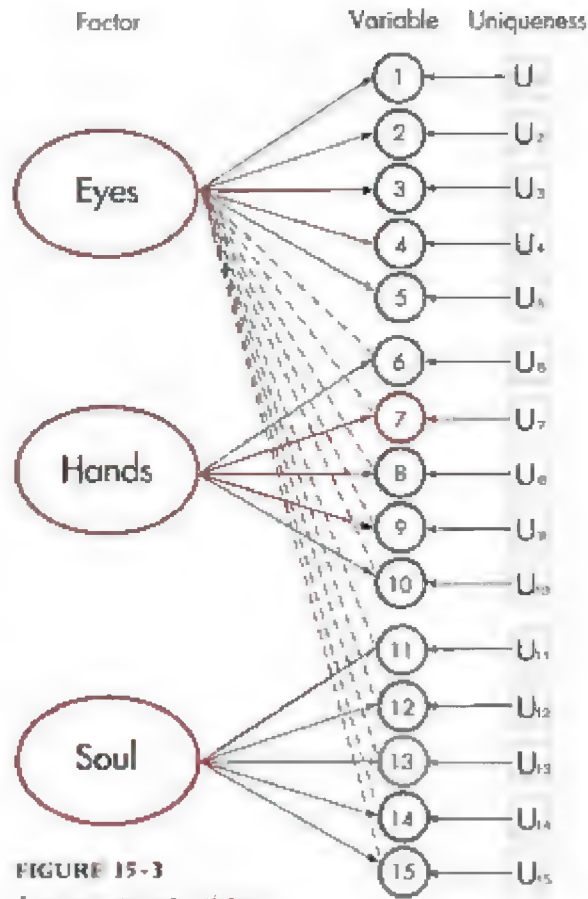 Factor Variable Uniqueness
1 U
2 U₂
Eyes 3 U₃
4 U₄
5 U₅
6 U₆
7 U₇
Hands 8 U₈
9 U₉
10 U₁₀
11 U₁₁
12 U₁₂
Soul 13 U₁₃
14 U₁₄
FIGURE 15-3
15 U₁₅